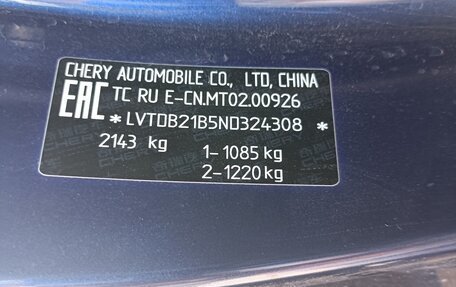 CHERY AUTOMOBILE CO., LTD, CHINA
EAC TC RU E-CN.MT02.00926
*LVTDB21B5ND324308*
2143 kg 1-1085 kg
2-1220 kg